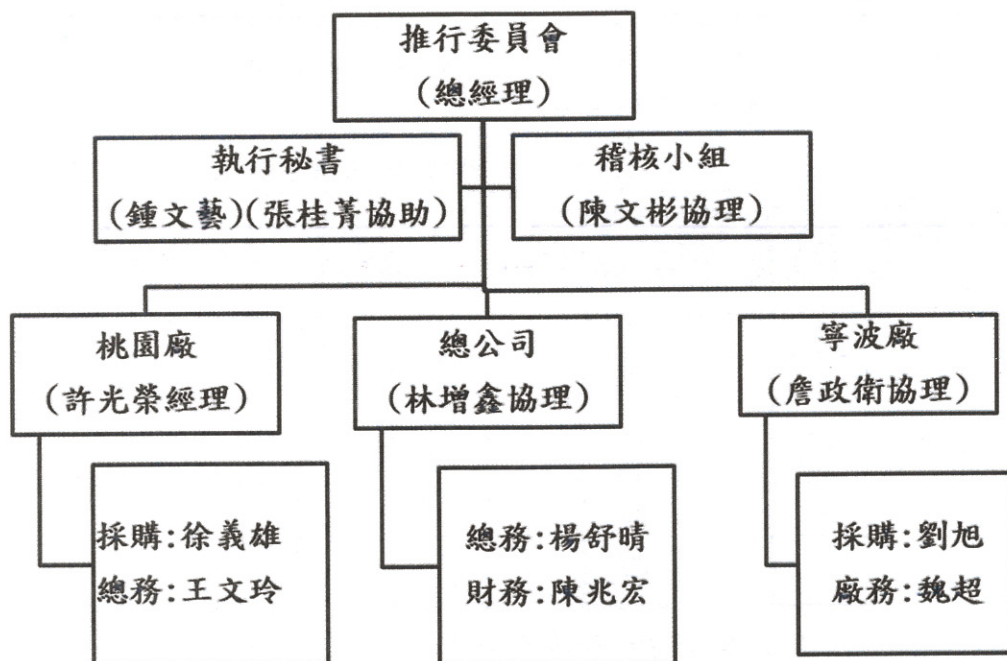 推行委員會
(總經理)
執行秘書
(鍾文藝)(張桂菁協助)
稽核小組
(陳文彬協理)
桃園廠
(許光榮經理)
總公司
(林增鑫協理)
寧波廠
(詹政衛協理)
採購:徐義雄
總務:王文玲
總務:楊舒晴
財務:陳兆宏
採購:劉旭
廠務:魏超